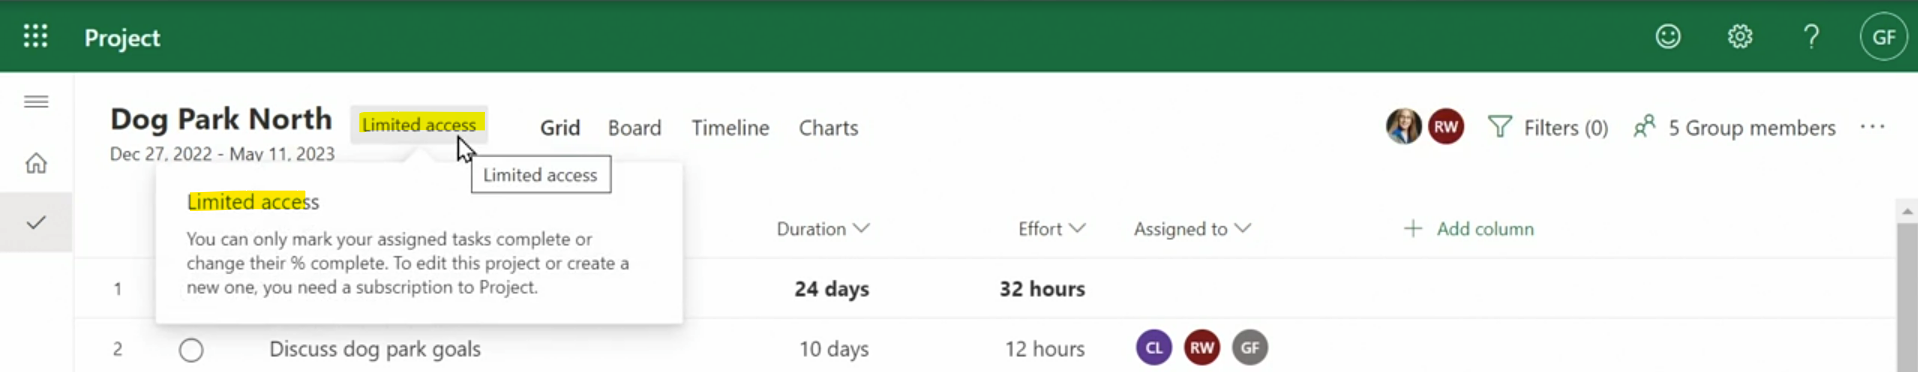 Project
GF
Dog Park North
Limited access
Grid
Board
Timeline
Charts
RW
Filters (0)
5 Group members
Dec 27, 2022 - May 11, 2023
Limited access
Limited access
You can only mark your assigned tasks complete or
change their % complete. To edit this project or create a
new one, you need a subscription to Project.
Duration
Effort
Assigned to
Add column
1
24 days
32 hours
2
Discuss dog park goals
10 days
12 hours
CL
RW
GF